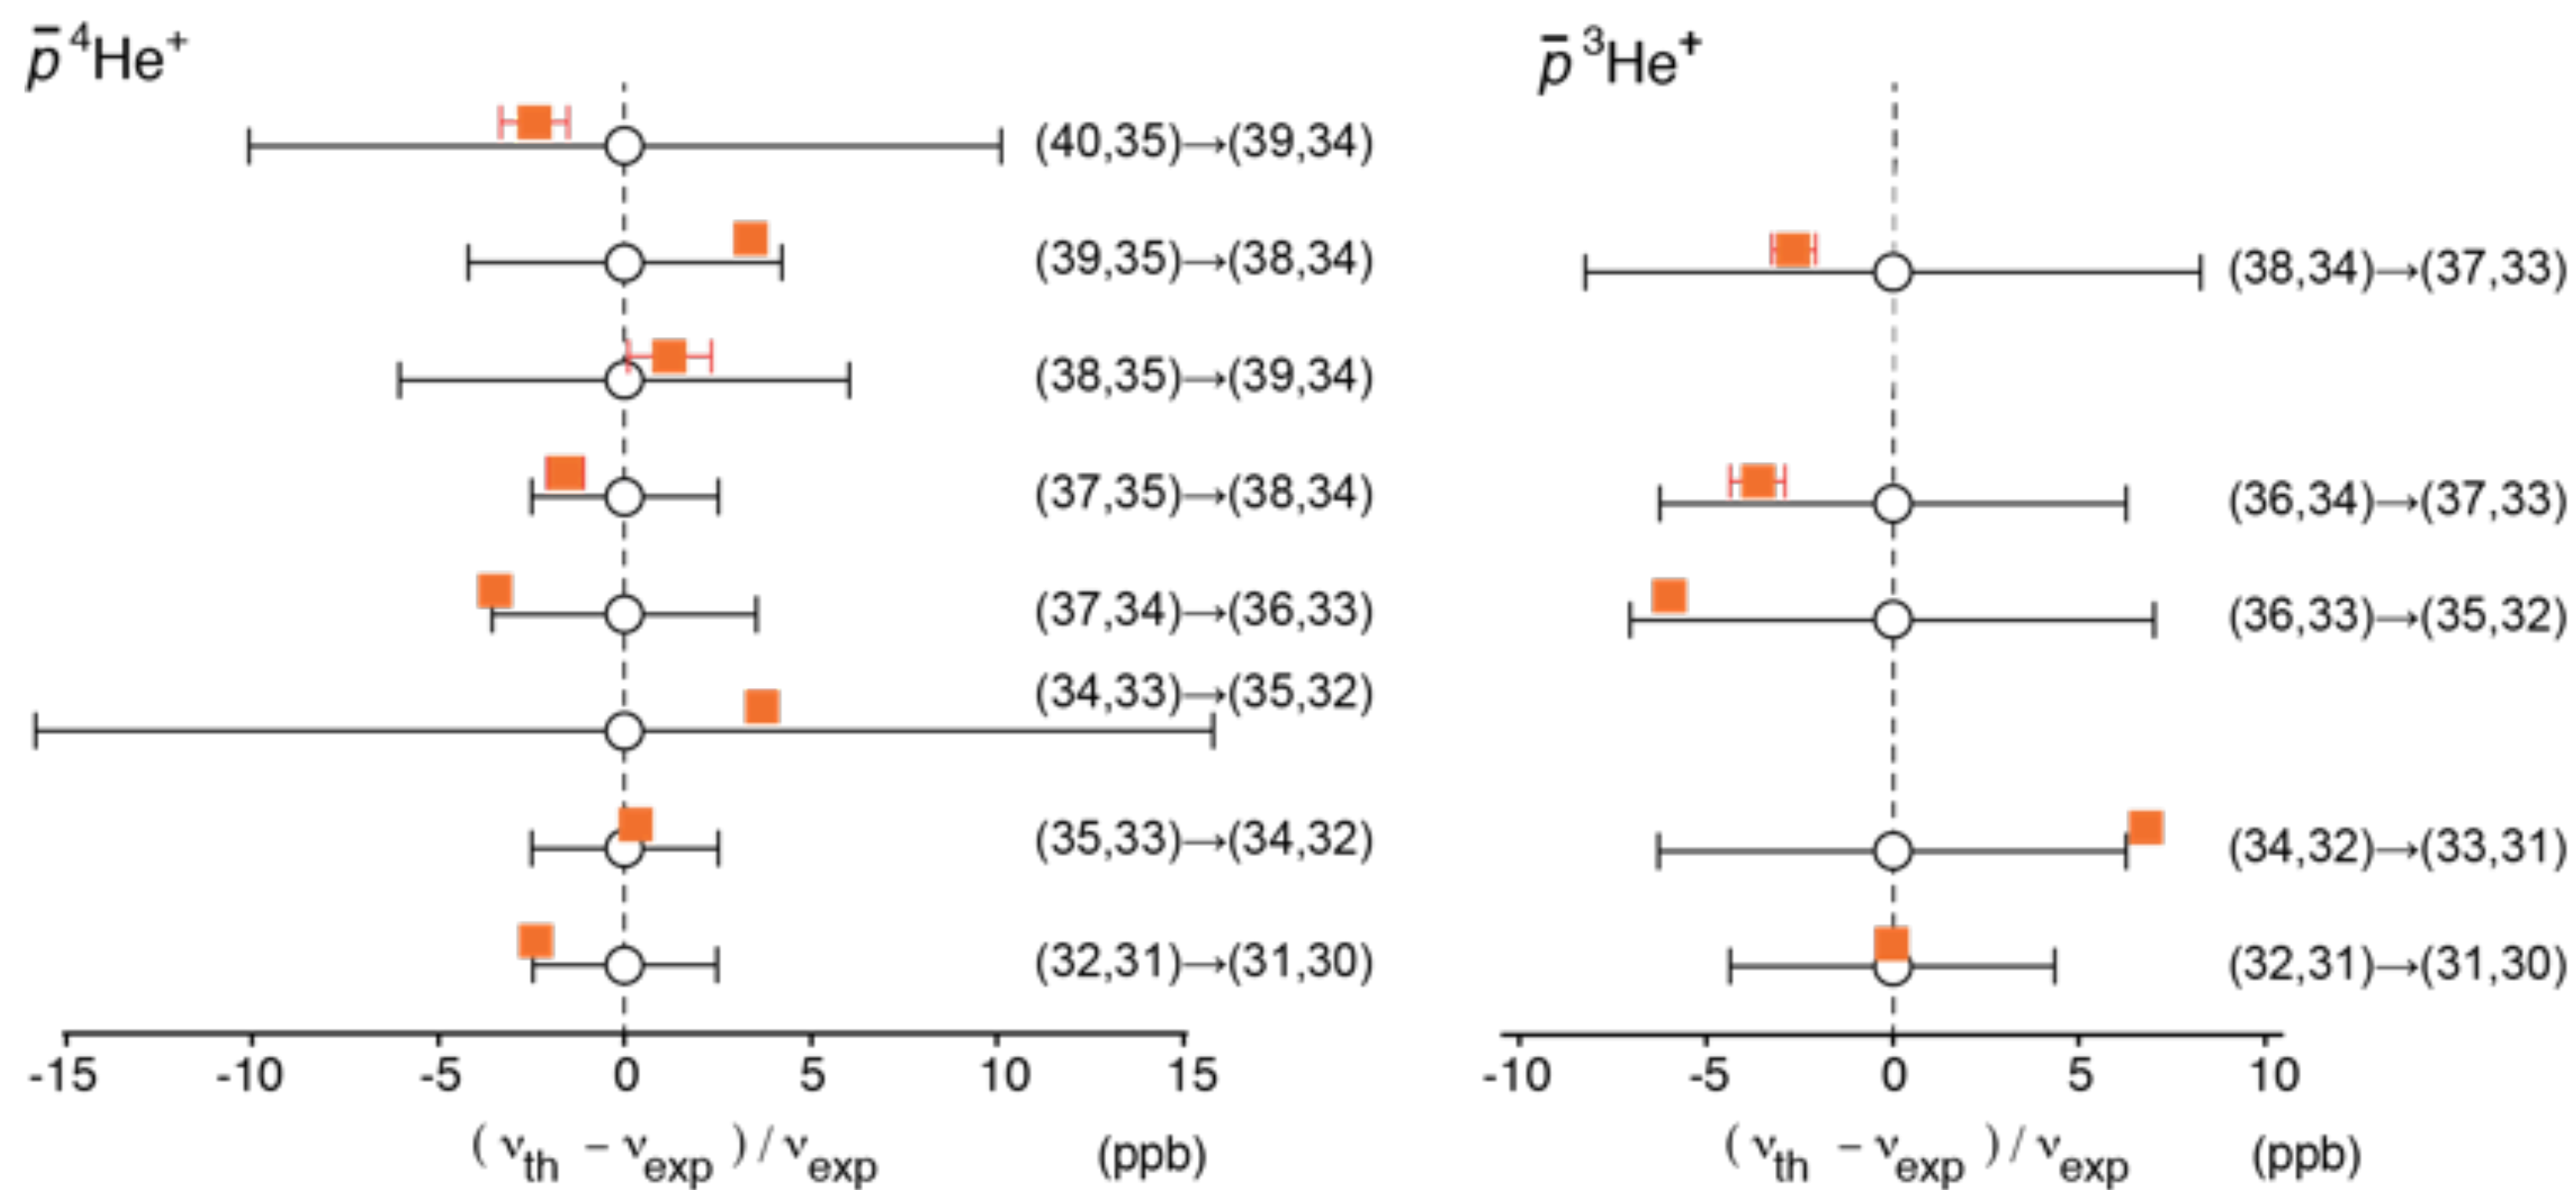 p̄ ⁴He⁺
(40,35)→(39,34)
(39,35)→(38,34)
(38,35)→(39,34)
(37,35)→(38,34)
(37,34)→(36,33)
(34,33)→(35,32)
(35,33)→(34,32)
(32,31)→(31,30)
-15 -10 -5 0 5 10 15
( ν_th − ν_exp ) / ν_exp (ppb)
p̄ ³He⁺
(38,34)→(37,33)
(36,34)→(37,33)
(36,33)→(35,32)
(34,32)→(33,31)
(32,31)→(31,30)
-10 -5 0 5 10
( ν_th − ν_exp ) / ν_exp (ppb)